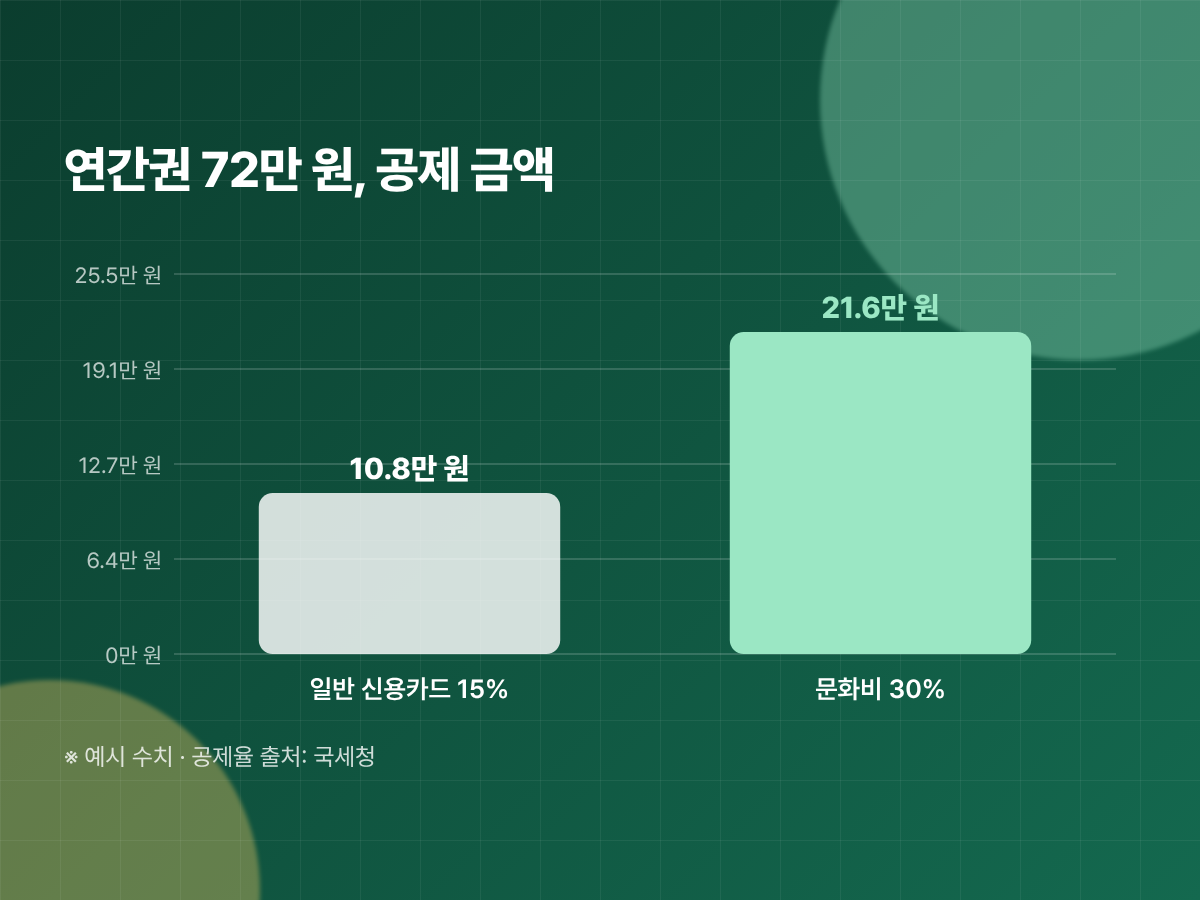 연간권 72만 원, 공제 금액
25.5만 원
21.6만 원
19.1만 원
12.7만 원
10.8만 원
6.4만 원
0만 원
일반 신용카드 15%
문화비 30%
※ 예시 수치 · 공제율 출처: 국세청